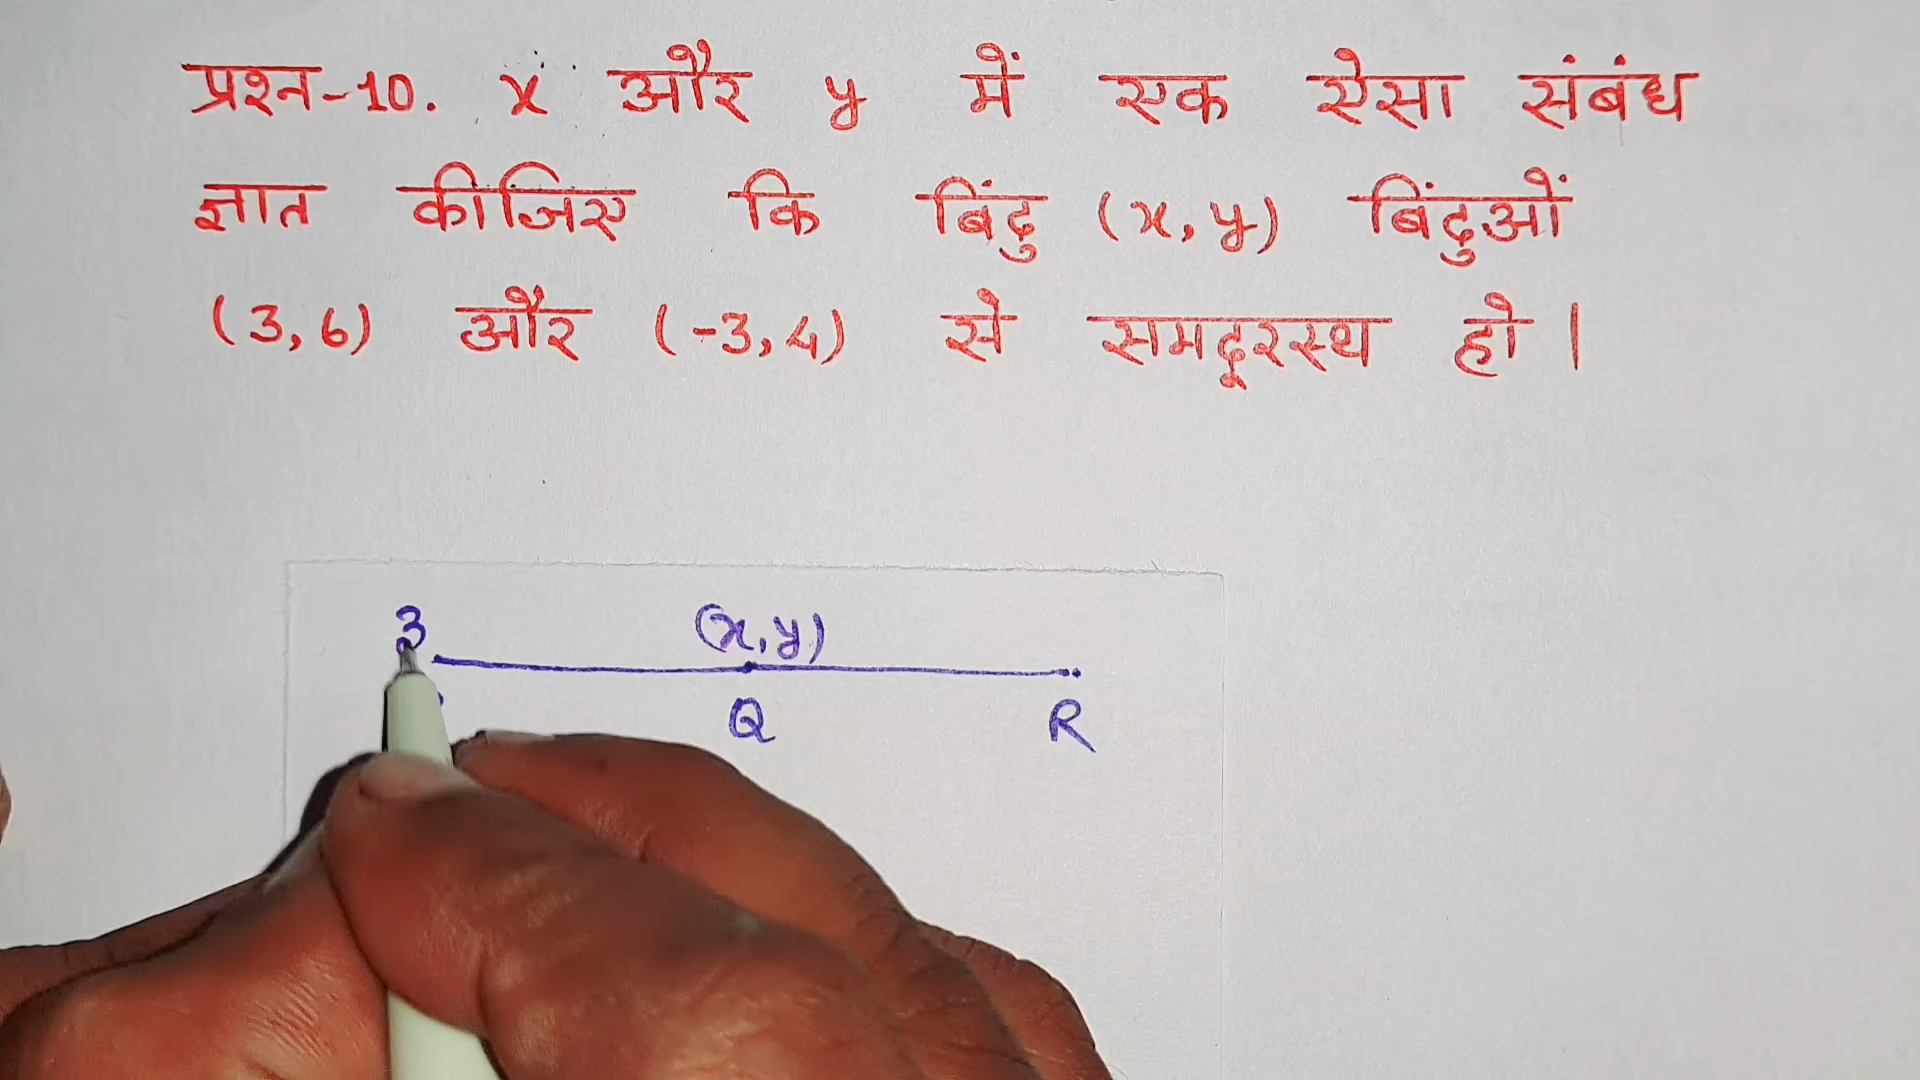 प्रश्न-10. x और y में एक ऐसा संबंध
ज्ञात कीजिए कि बिंदु (x, y) बिंदुओं
(3, 6) और (-3, 4) से समदूरस्थ हो |
3 (x, y)
Q R